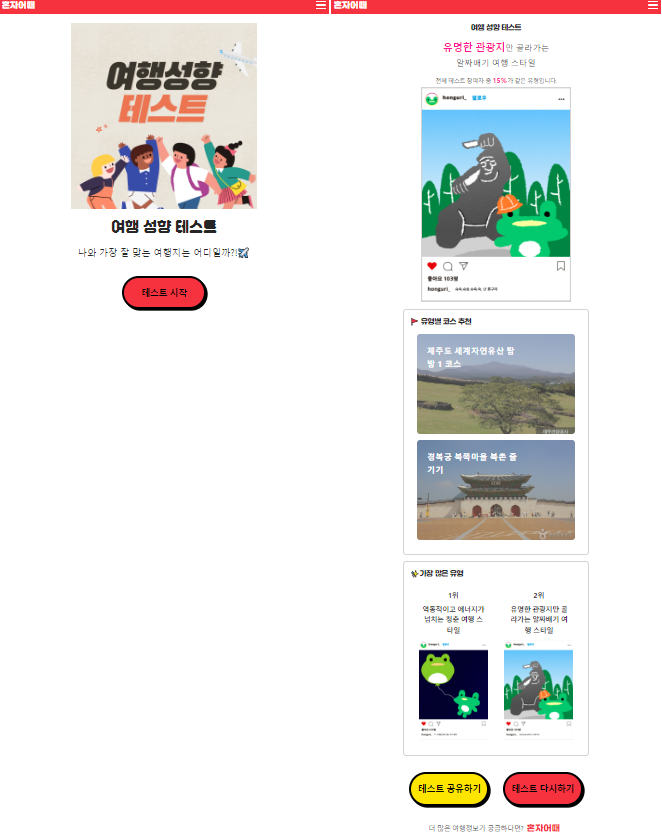 혼자어때
여행성향
테스트
여행 성향 테스트
나와 가장 잘 맞는 여행지는 어디일까?!
테스트 시작
혼자어때
여행 성향 테스트
유명한 관광지만 골라가는
알짜배기 여행 스타일
전체 테스트 참여자 중 15%가 같은 유형입니다.
honguri_ 팔로우
좋아요 103개
honguri_
유형별 코스 추천
제주도 세계자연유산 탐
방 1 코스
경복궁 북쪽마을 북촌 즐
기기
가장 많은 유형
1위
역동적이고 에너지가
넘치는 청춘 여행 스
타일
2위
유명한 관광지만 골
라가는 알짜배기 여
행 스타일
테스트 공유하기
테스트 다시하기
더 많은 여행정보가 궁금하다면? 혼자어때